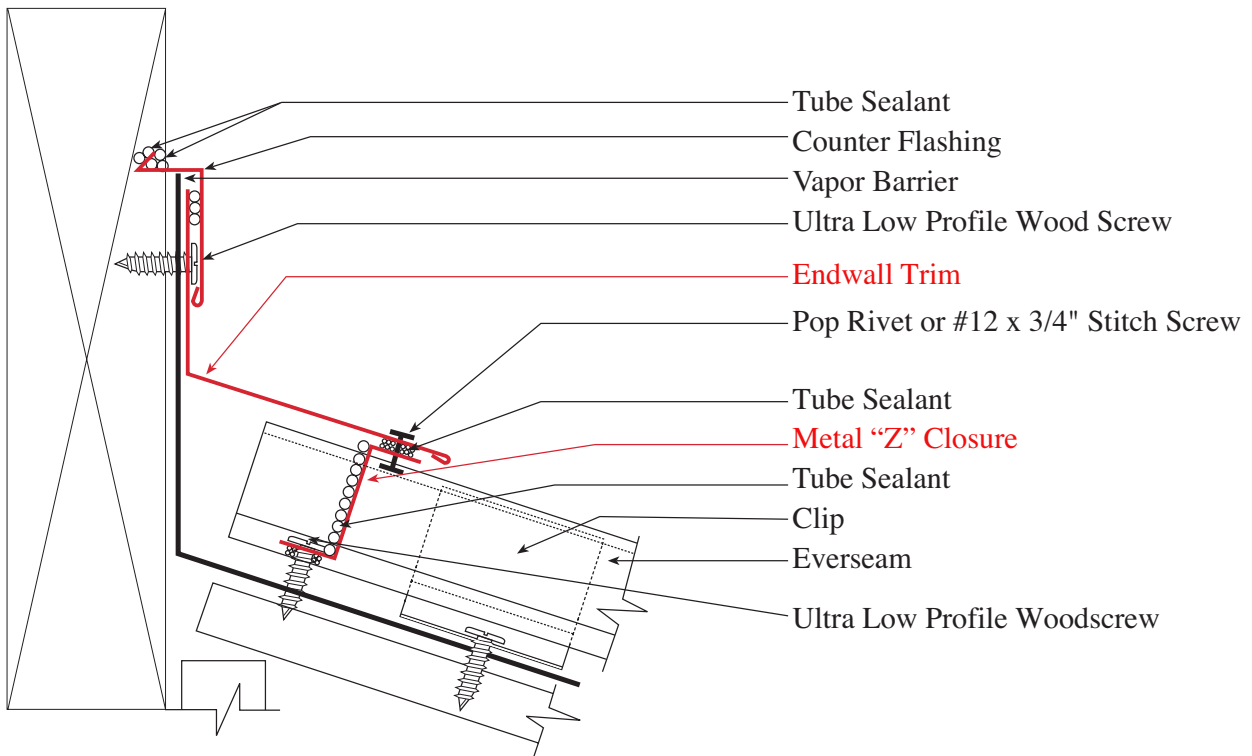 Tube Sealant
Counter Flashing
Vapor Barrier
Ultra Low Profile Wood Screw
Endwall Trim
Pop Rivet or #12 x 3/4" Stitch Screw
Tube Sealant
Metal “Z” Closure
Tube Sealant
Clip
Everseam
Ultra Low Profile Woodscrew